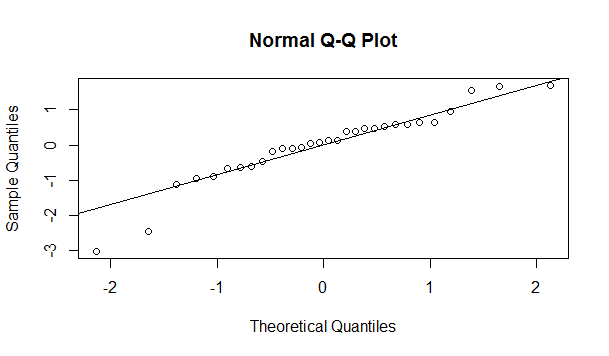 Normal Q-Q Plot
Sample Quantiles
1
0
-1
-2
-3
-2 -1 0 1 2
Theoretical Quantiles